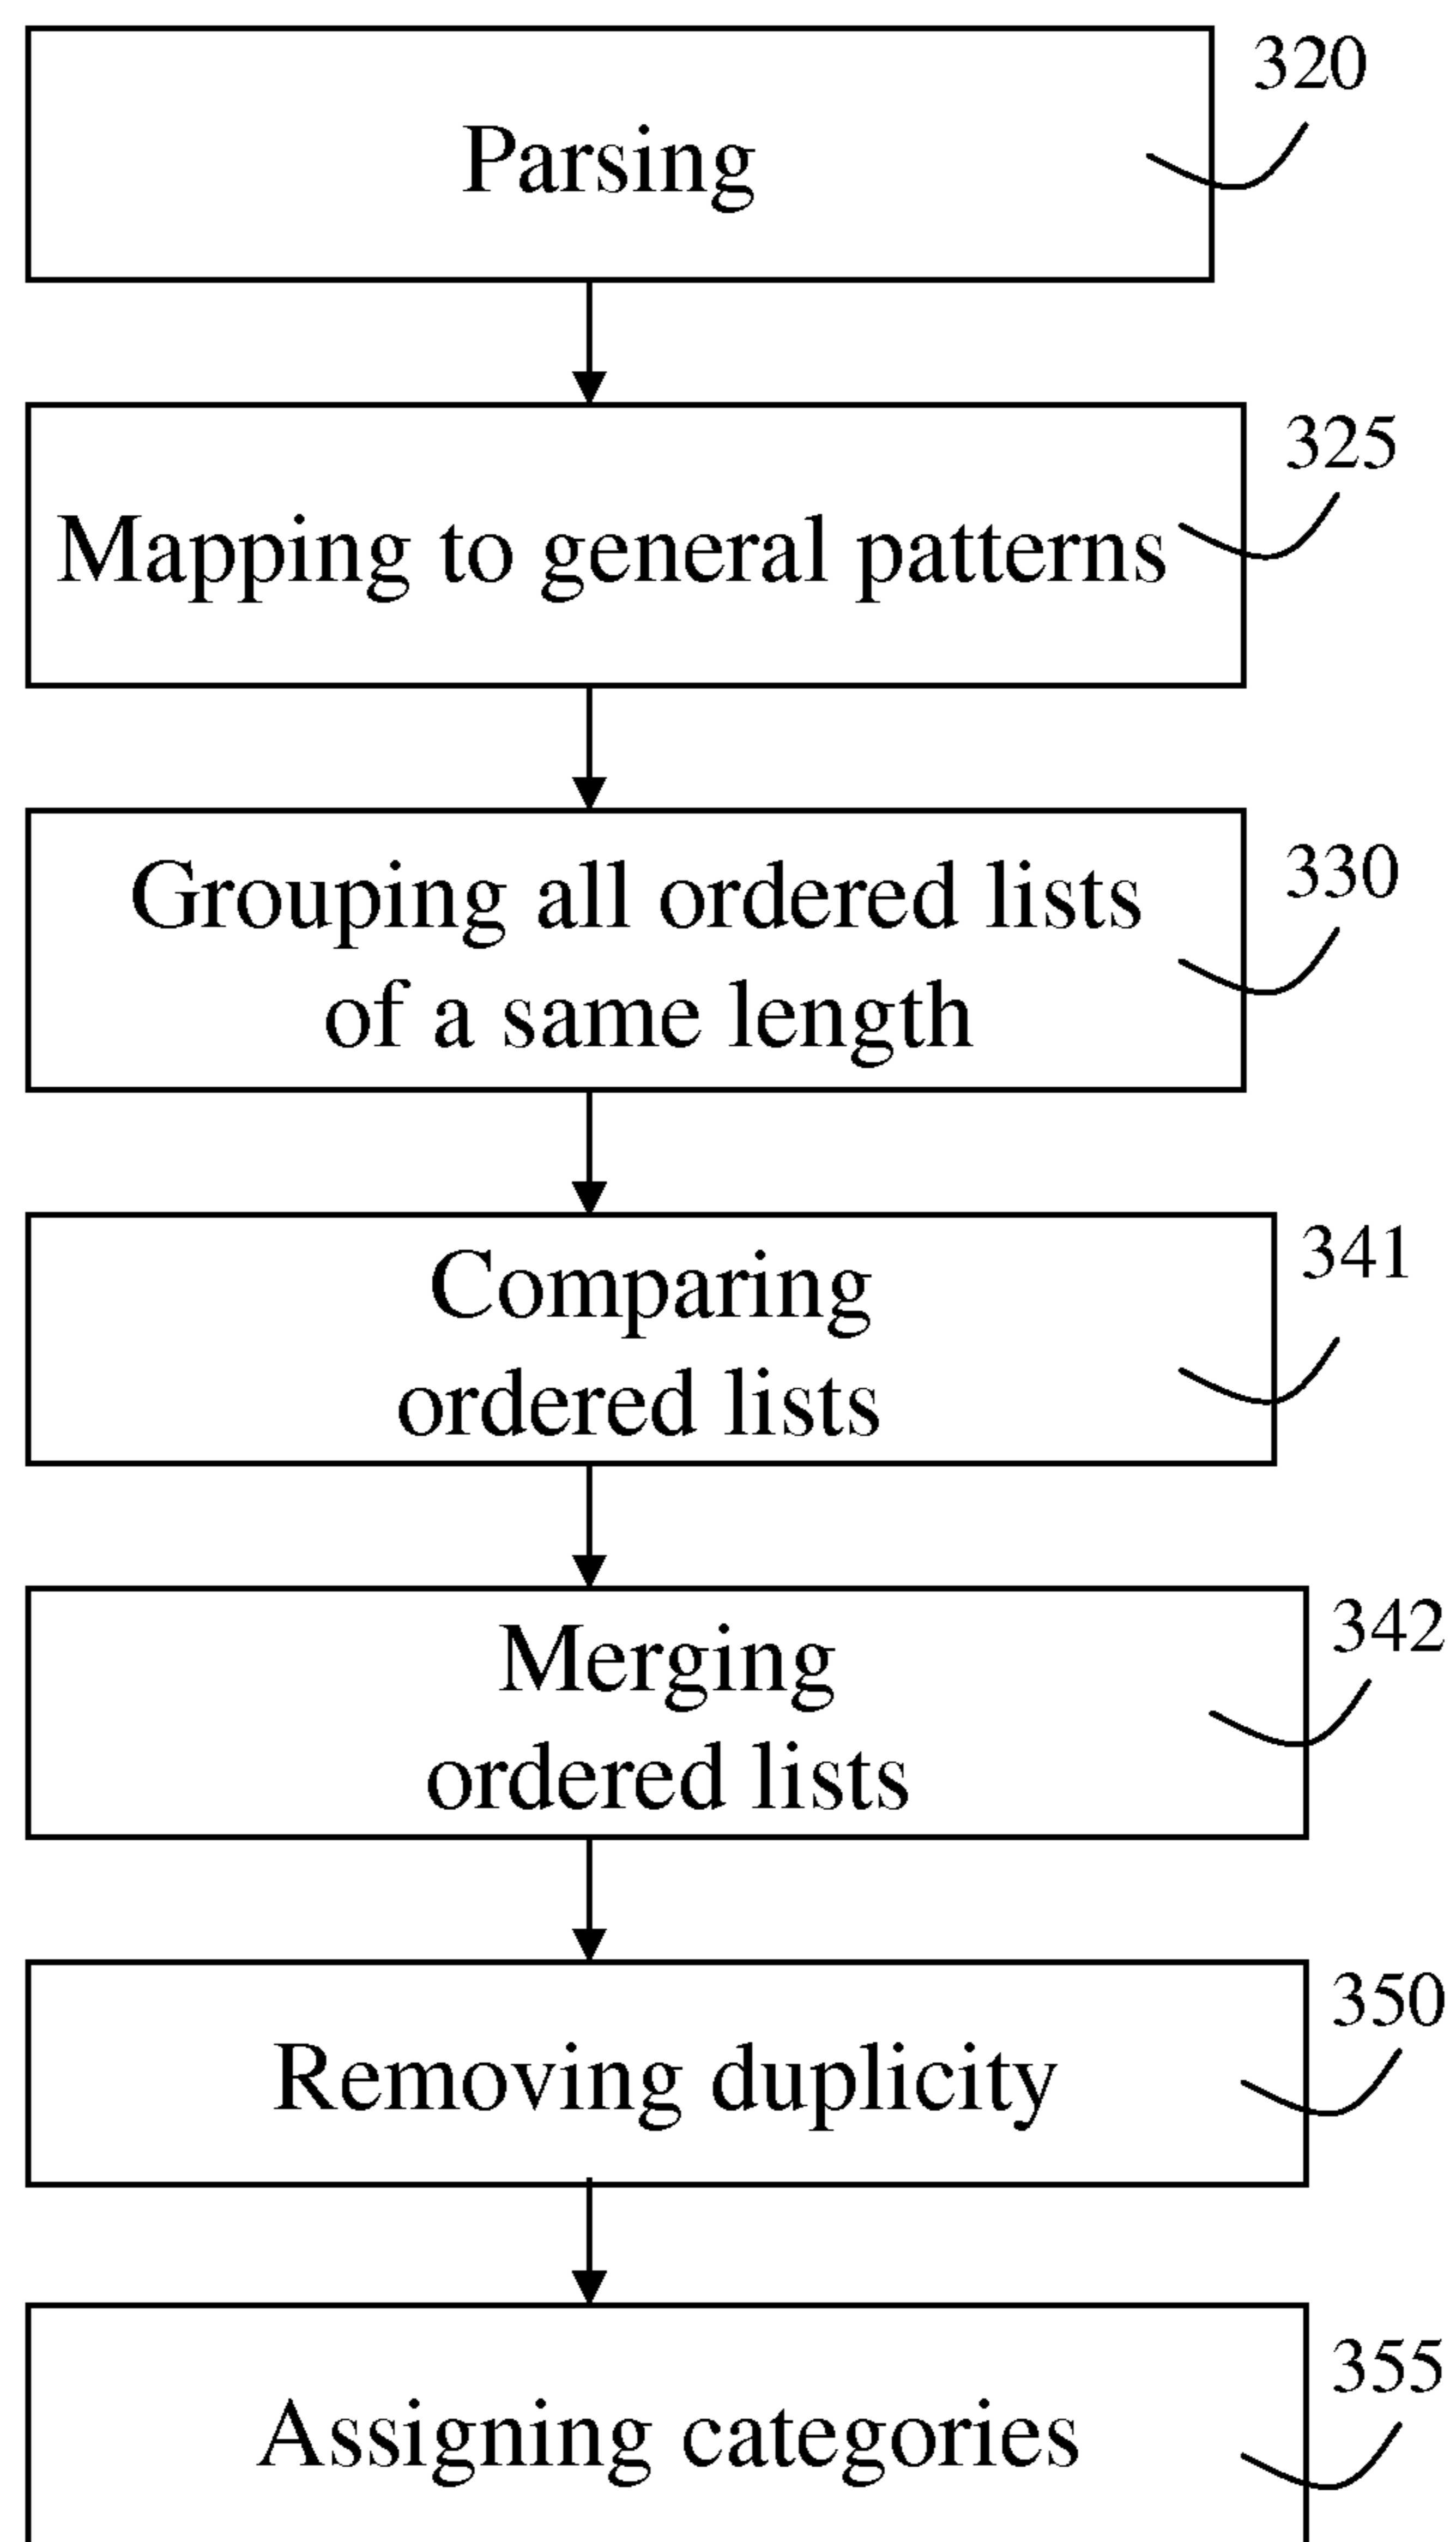 320
Parsing
325
Mapping to general patterns
330
Grouping all ordered lists
of a same length
341
Comparing
ordered lists
342
Merging
ordered lists
350
Removing duplicity
355
Assigning categories